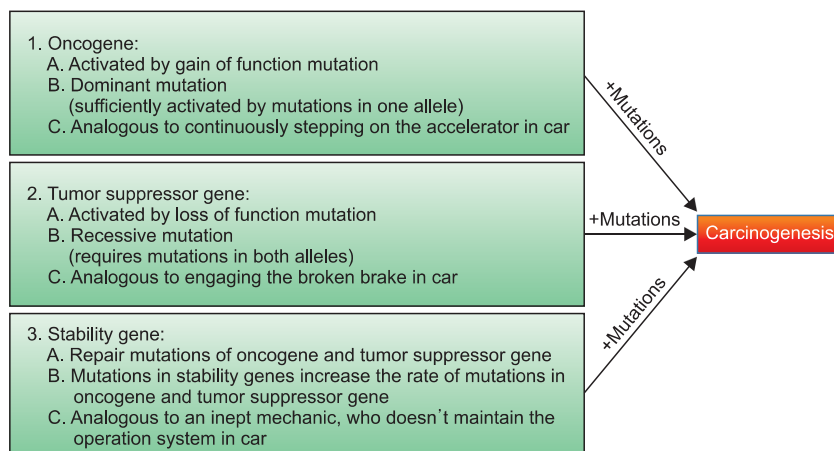 1. Oncogene:
A. Activated by gain of function mutation
B. Dominant mutation
(sufficiently activated by mutations in one allele)
C. Analogous to continuously stepping on the accelerator in car
+Mutations
2. Tumor suppressor gene:
A. Activated by loss of function mutation
B. Recessive mutation
(requires mutations in both alleles)
C. Analogous to engaging the broken brake in car
+Mutations
Carcinogenesis
3. Stability gene:
A. Repair mutations of oncogene and tumor suppressor gene
B. Mutations in stability genes increase the rate of mutations in
oncogene and tumor suppressor gene
C. Analogous to an inept mechanic, who doesn's maintain the
operation system in car
+Mutations